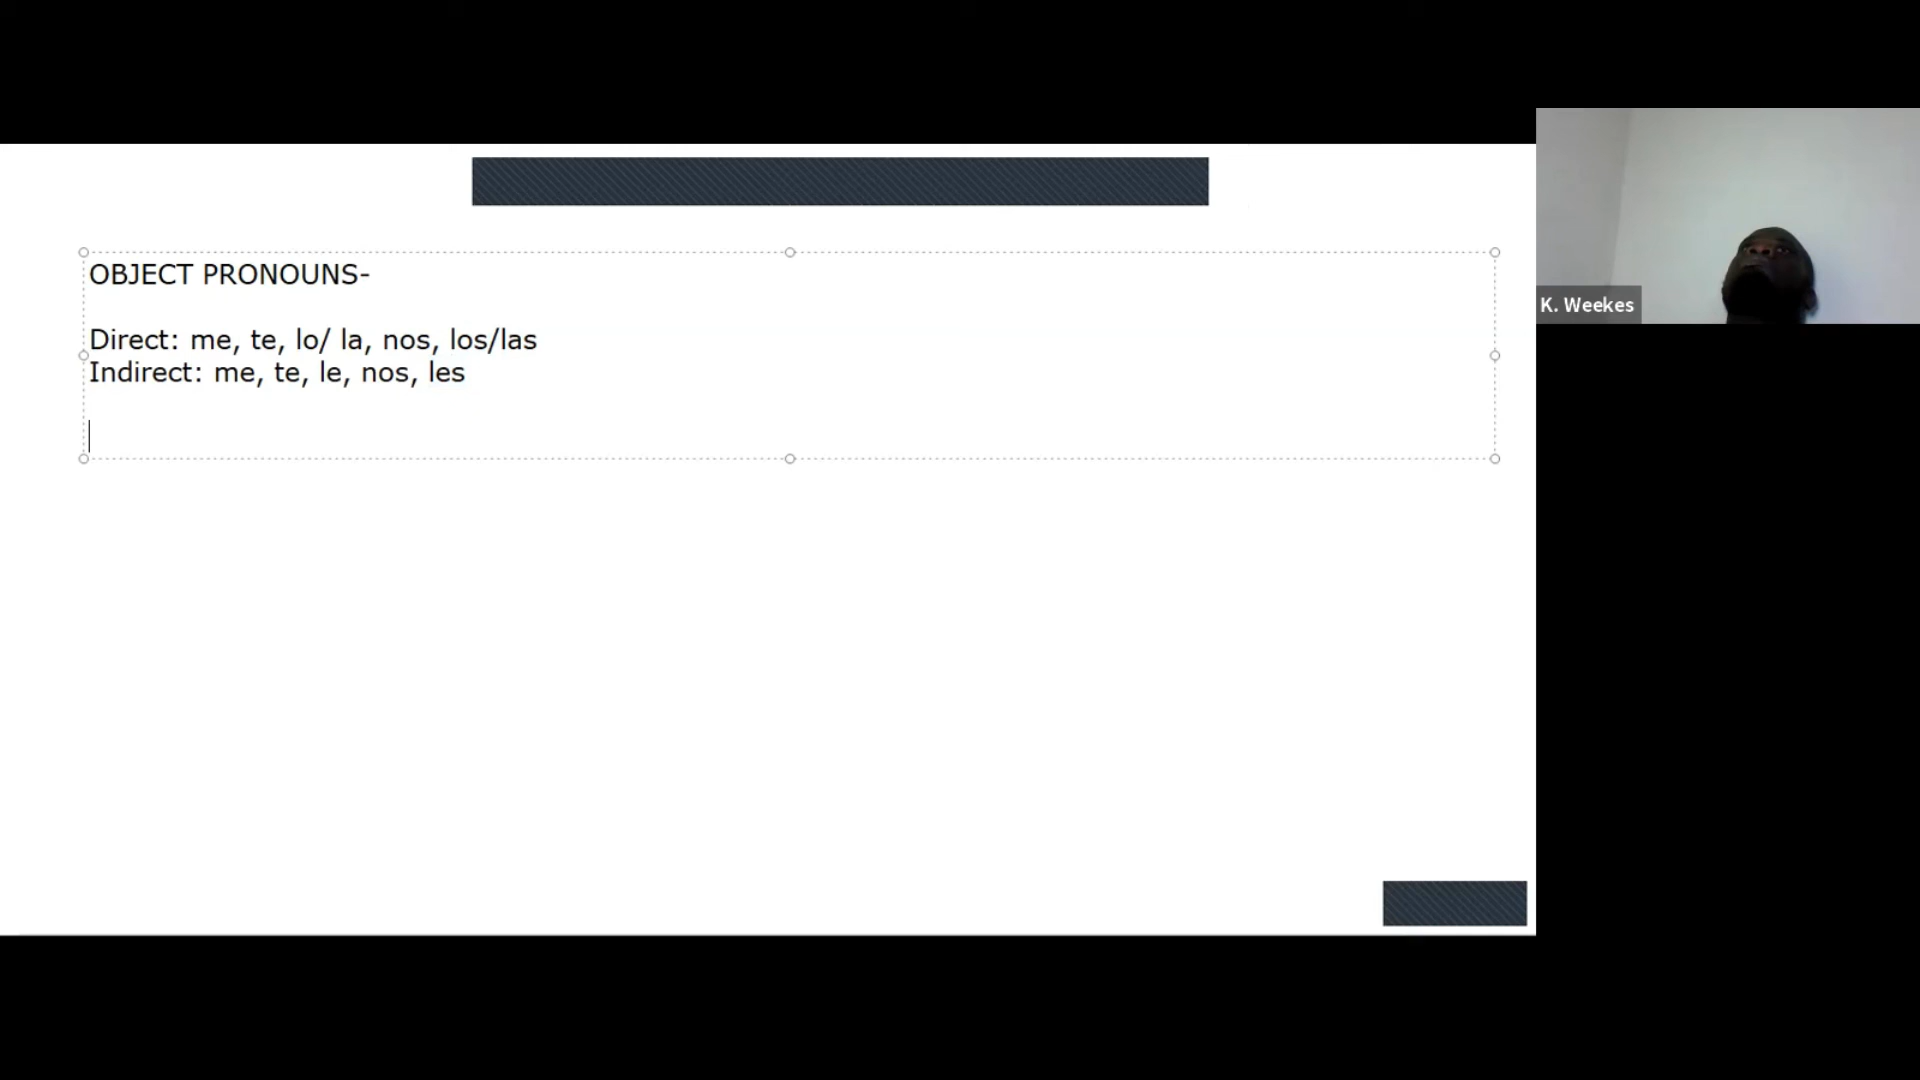 OBJECT PRONOUNS-
Direct: me, te, lo/ la, nos, los/las
Indirect: me, te, le, nos, les
K. Weekes